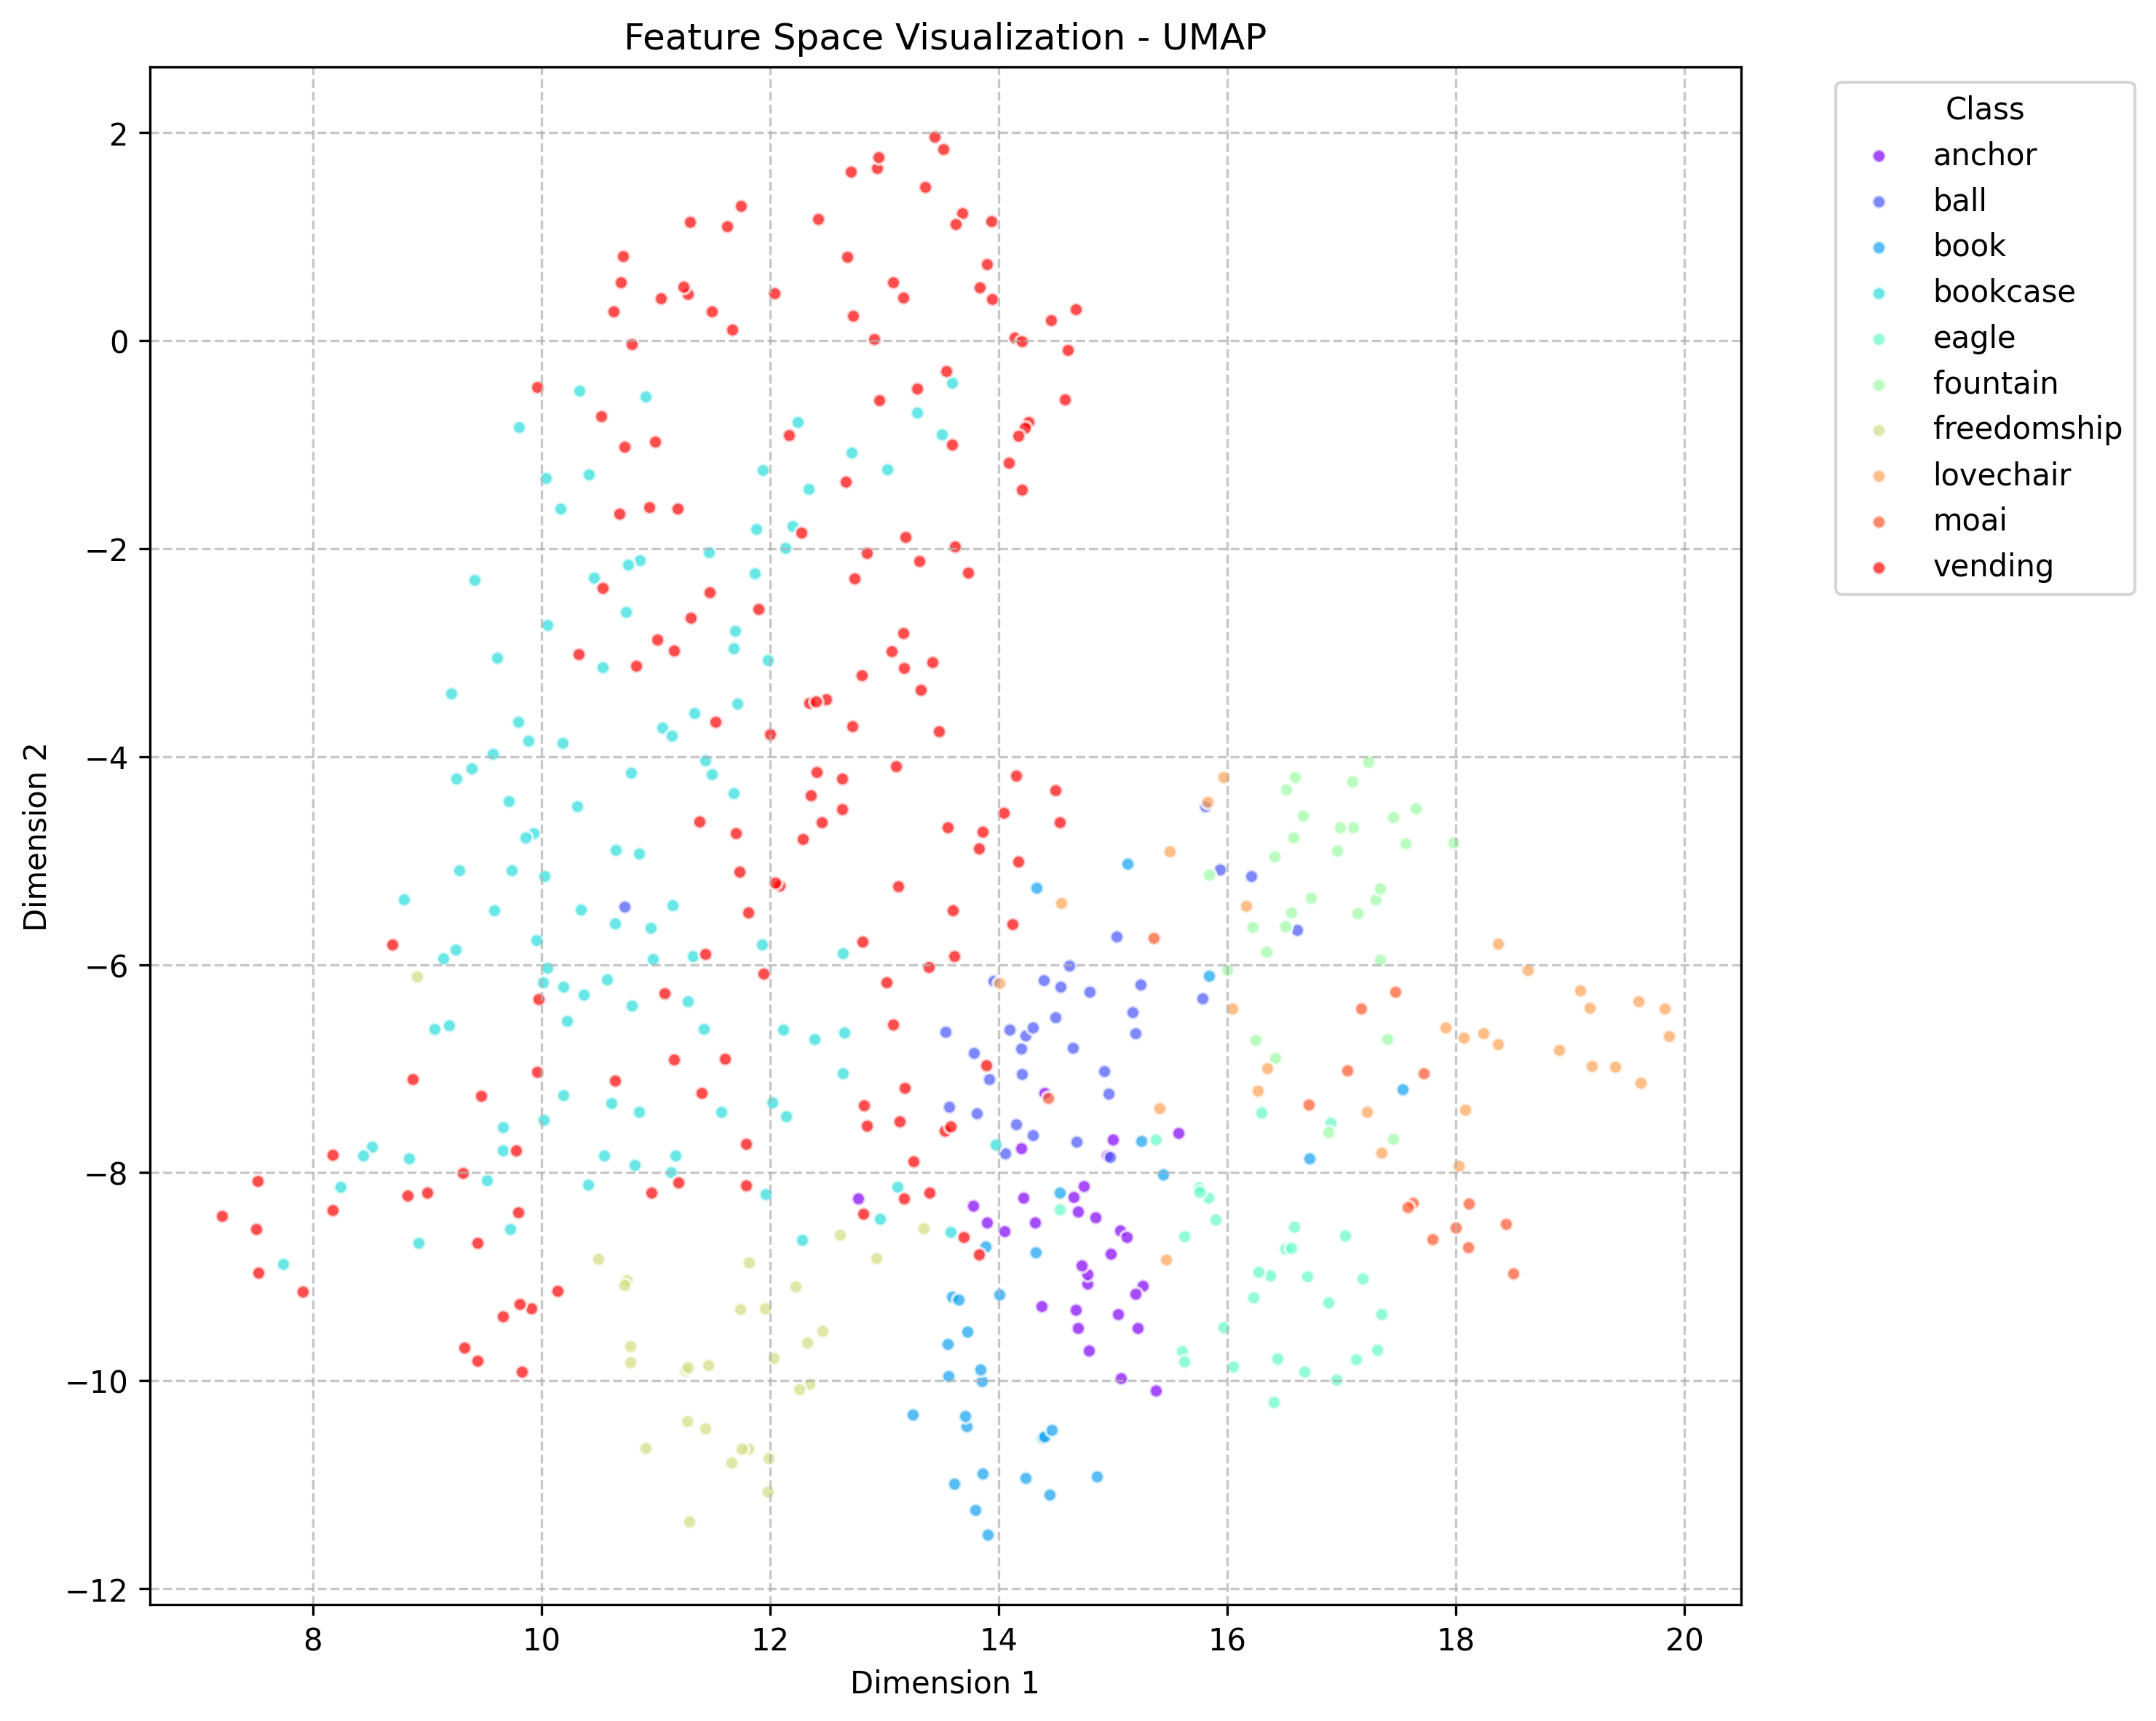 Feature Space Visualization - UMAP
Class
anchor
ball
book
bookcase
eagle
fountain
freedomship
lovechair
moai
vending
2
0
−2
−4
−6
−8
−10
−12
Dimension 2
8
10
12
14
16
18
20
Dimension 1